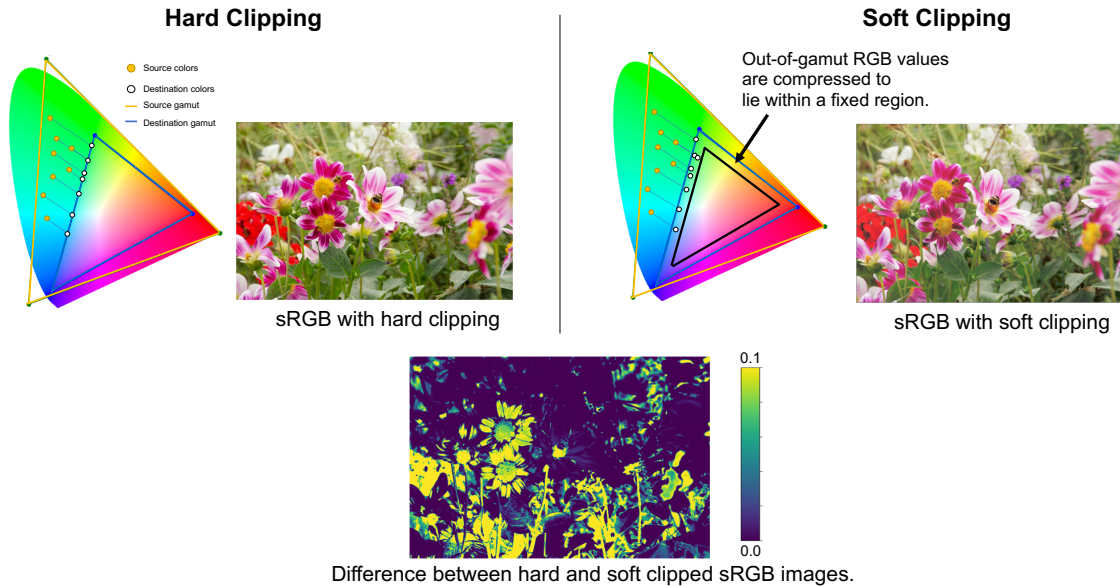 Hard Clipping
Source colors
Destination colors
Source gamut
Destination gamut
sRGB with hard clipping
Soft Clipping
Out-of-gamut RGB values
are compressed to
lie within a fixed region.
sRGB with soft clipping
0.1
0.0
Difference between hard and soft clipped sRGB images.